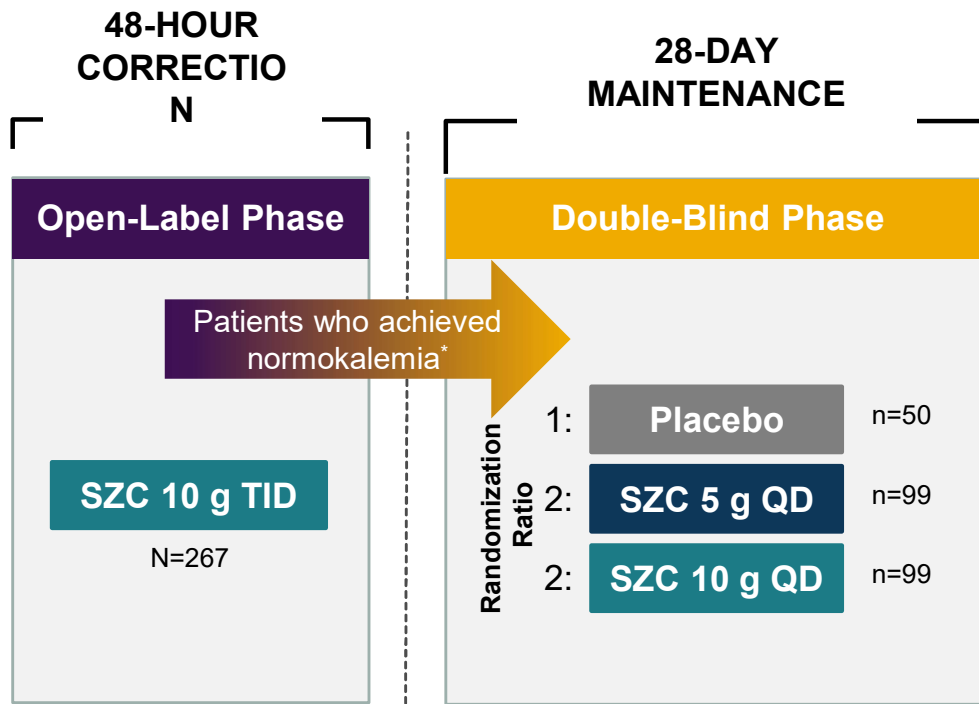 48-HOUR
CORRECTIO
N
28-DAY
MAINTENANCE
Open-Label Phase
Double-Blind Phase
Patients who achieved
normokalemia*
SZC 10 g TID
N=267
Randomization
Ratio
1: Placebo n=50
2: SZC 5 g QD n=99
2: SZC 10 g QD n=99